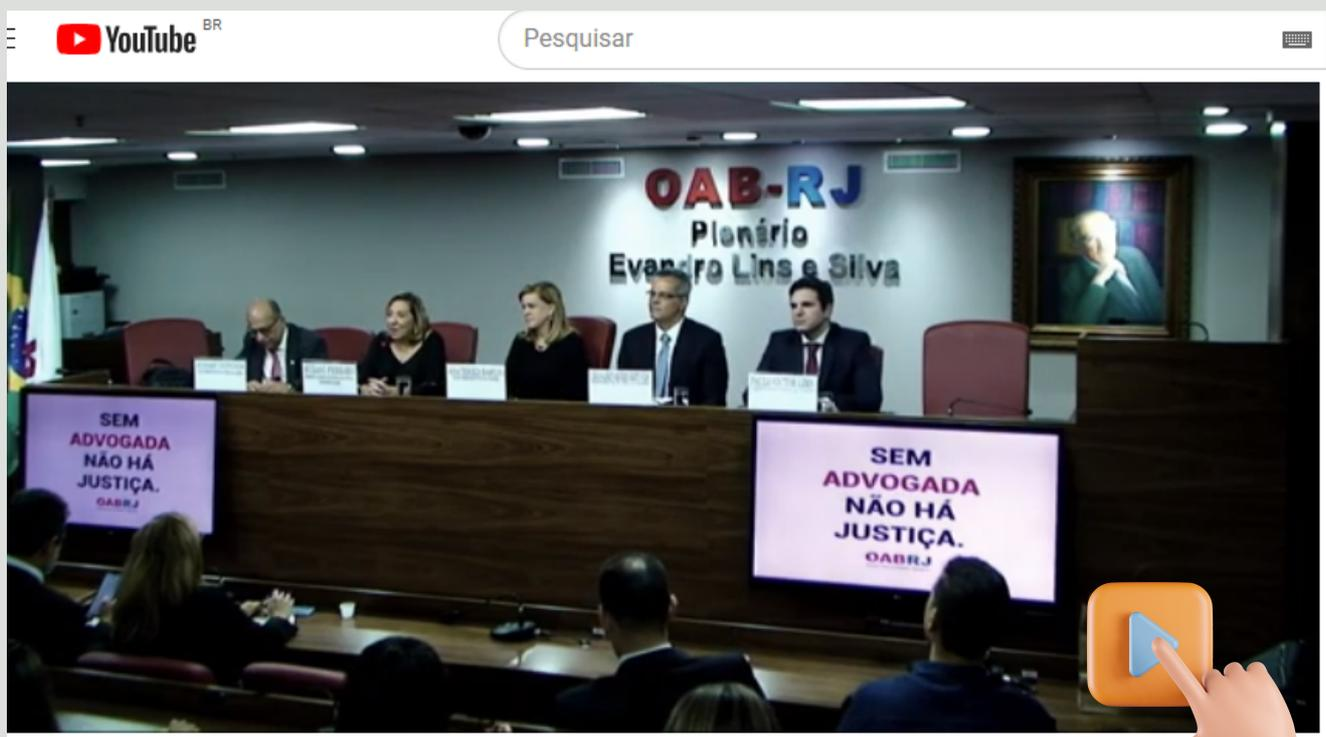 YouTube BR
Pesquisar
OAB-RJ
Plenário
Evandro Lins e Silva
SEM
ADVOGADA
NÃO HÁ
JUSTIÇA.
OABRJ
SEM
ADVOGADA
NÃO HÁ
JUSTIÇA.
OABRJ